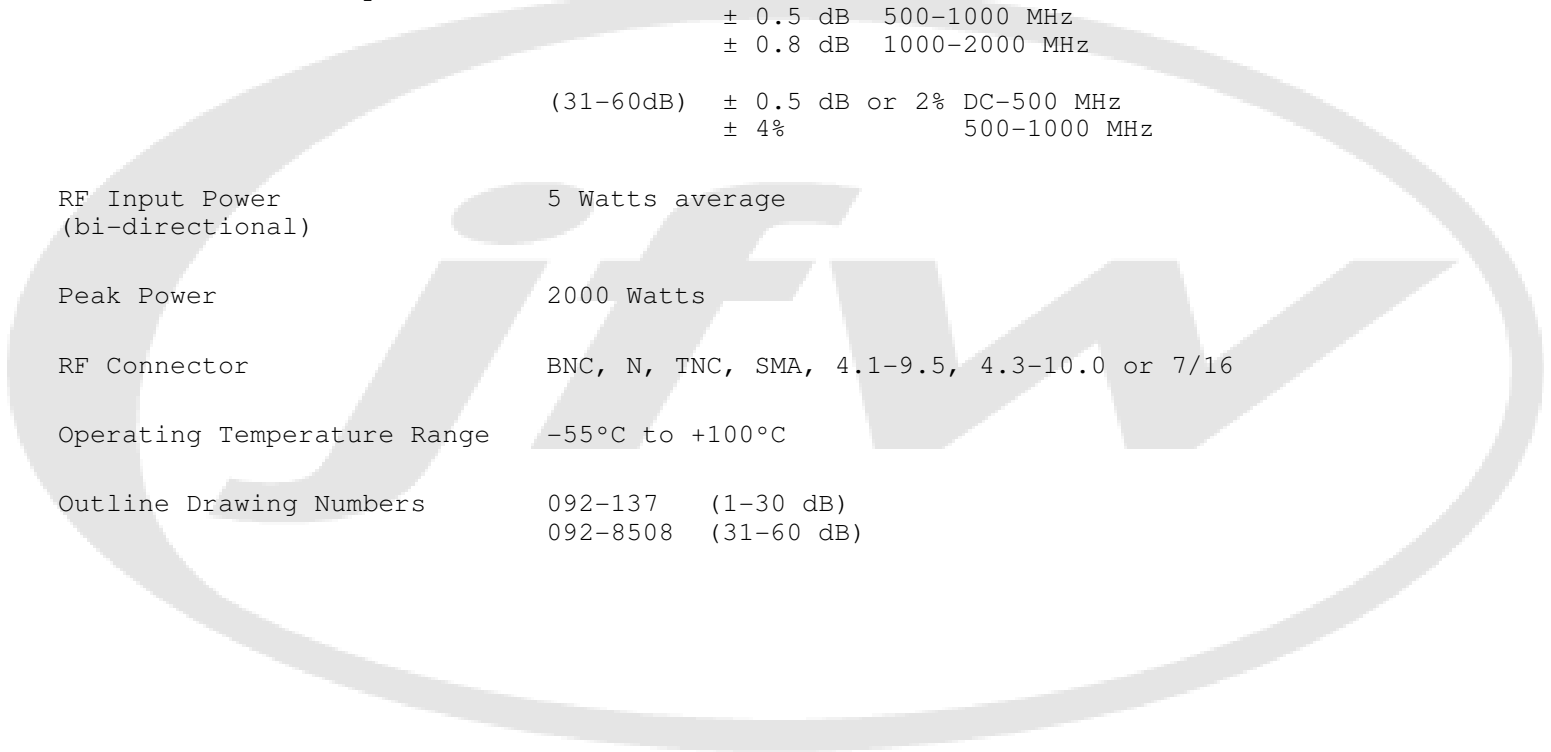 ± 0.5 dB 500-1000 MHz
± 0.8 dB 1000-2000 MHz
(31-60dB) ± 0.5 dB or 2% DC-500 MHz
± 4% 500-1000 MHz
RF Input Power 5 Watts average
(bi-directional)
Peak Power 2000 Watts
RF Connector BNC, N, TNC, SMA, 4.1-9.5, 4.3-10.0 or 7/16
Operating Temperature Range -55°C to +100°C
Outline Drawing Numbers 092-137 (1-30 dB)
092-8508 (31-60 dB)
jfw